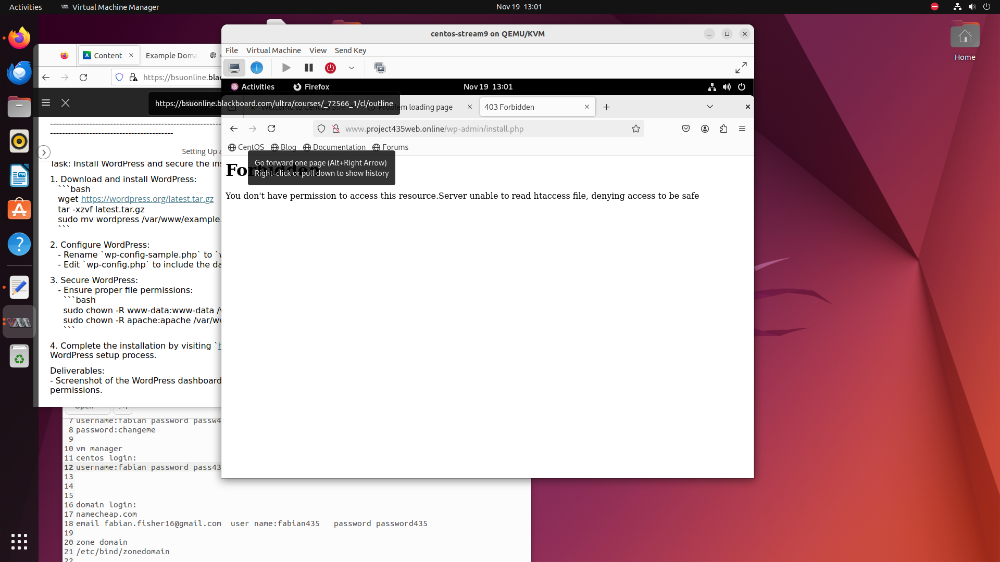 Activities
Virtual Machine Manager
Nov 19 13:01
Home
centos-stream9 on QEMU/KVM
File Virtual Machine View Send Key
Content
Example Doma
https://bsuonline.blac
https://bsuonline.blackboard.com/ultra/courses/_72566_1/cl/outline
Activities
Firefox
Nov 19 13:01
Problem loading page
403 Forbidden
www.project435web.online/wp-admin/install.php
CentOS Blog Documentation Forums
Go forward one page (Alt+Right Arrow)
Right-click or pull down to show history
Forbidden
You don't have permission to access this resource.Server unable to read htaccess file, denying access to be safe
--------------------------------------------------------
----------------------------------------
Setting Up a
Task: Install WordPress and secure the ins
1. Download and install WordPress:
```bash
wget https://wordpress.org/latest.tar.gz
tar -xzvf latest.tar.gz
sudo mv wordpress /var/www/example.
```
2. Configure WordPress:
- Rename `wp-config-sample.php` to `w
- Edit `wp-config.php` to include the da
3. Secure WordPress:
- Ensure proper file permissions:
```bash
sudo chown -R www-data:www-data /v
sudo chown -R apache:apache /var/ww
```
4. Complete the installation by visiting `h
WordPress setup process.
Deliverables:
- Screenshot of the WordPress dashboard
permissions.
Open
7 username:fabian password passw4
8 password:changeme
9
10 vm manager
11 centos login:
12 username:fabian password pass43
13
14
15
16 domain login:
17 namecheap.com
18 email fabian.fisher16@gmail.com user name:fabian435 password password435
19
20 zone domain
21 /etc/bind/zonedomain
22